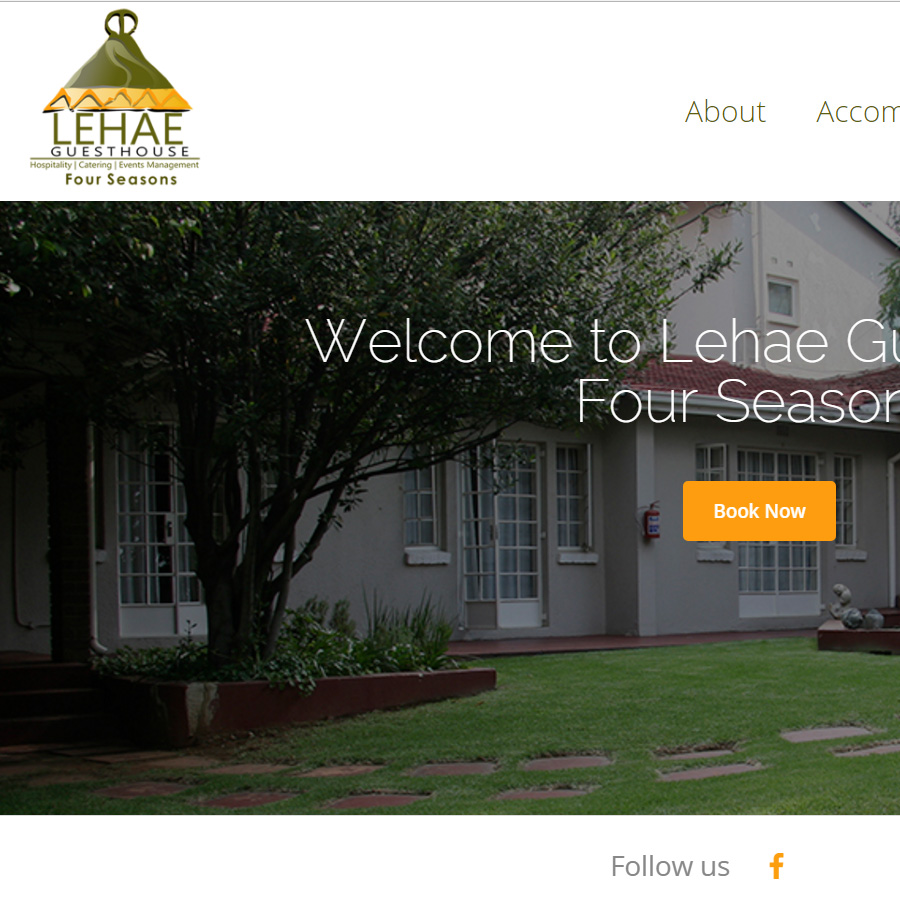 LEHAE
GUESTHOUSE
Hospitality | Catering | Events Management
Four Seasons
About Accom
Welcome to Lehae Gu
Four Season
Book Now
Follow us